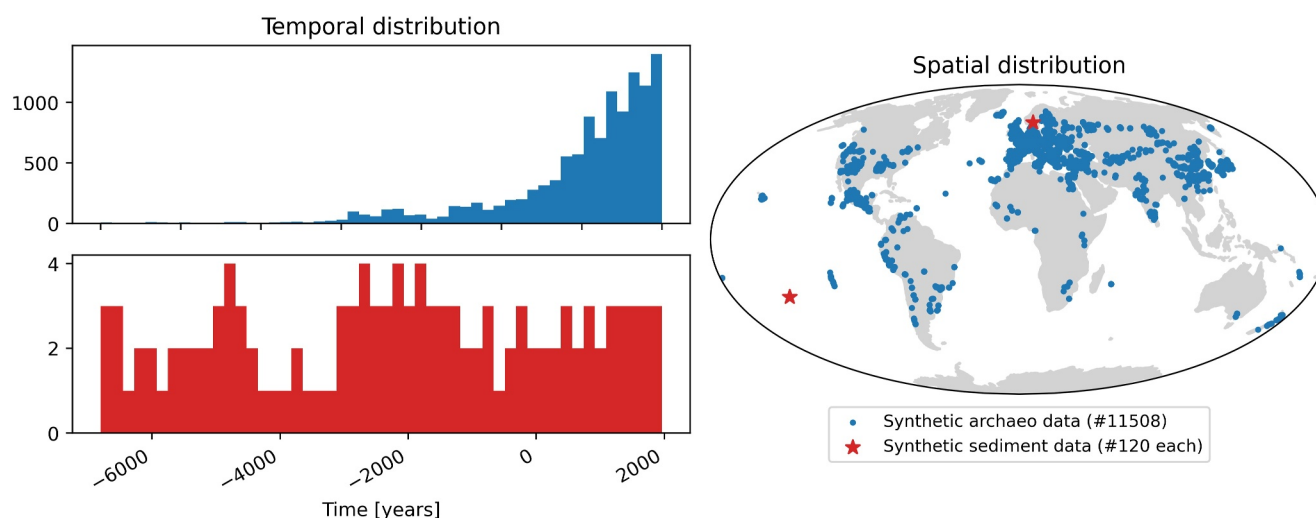 Temporal distribution
1000
500
0
4
2
0
−6000
−4000
−2000
0
2000
Time [years]
Spatial distribution
Synthetic archaeo data (#11508)
Synthetic sediment data (#120 each)